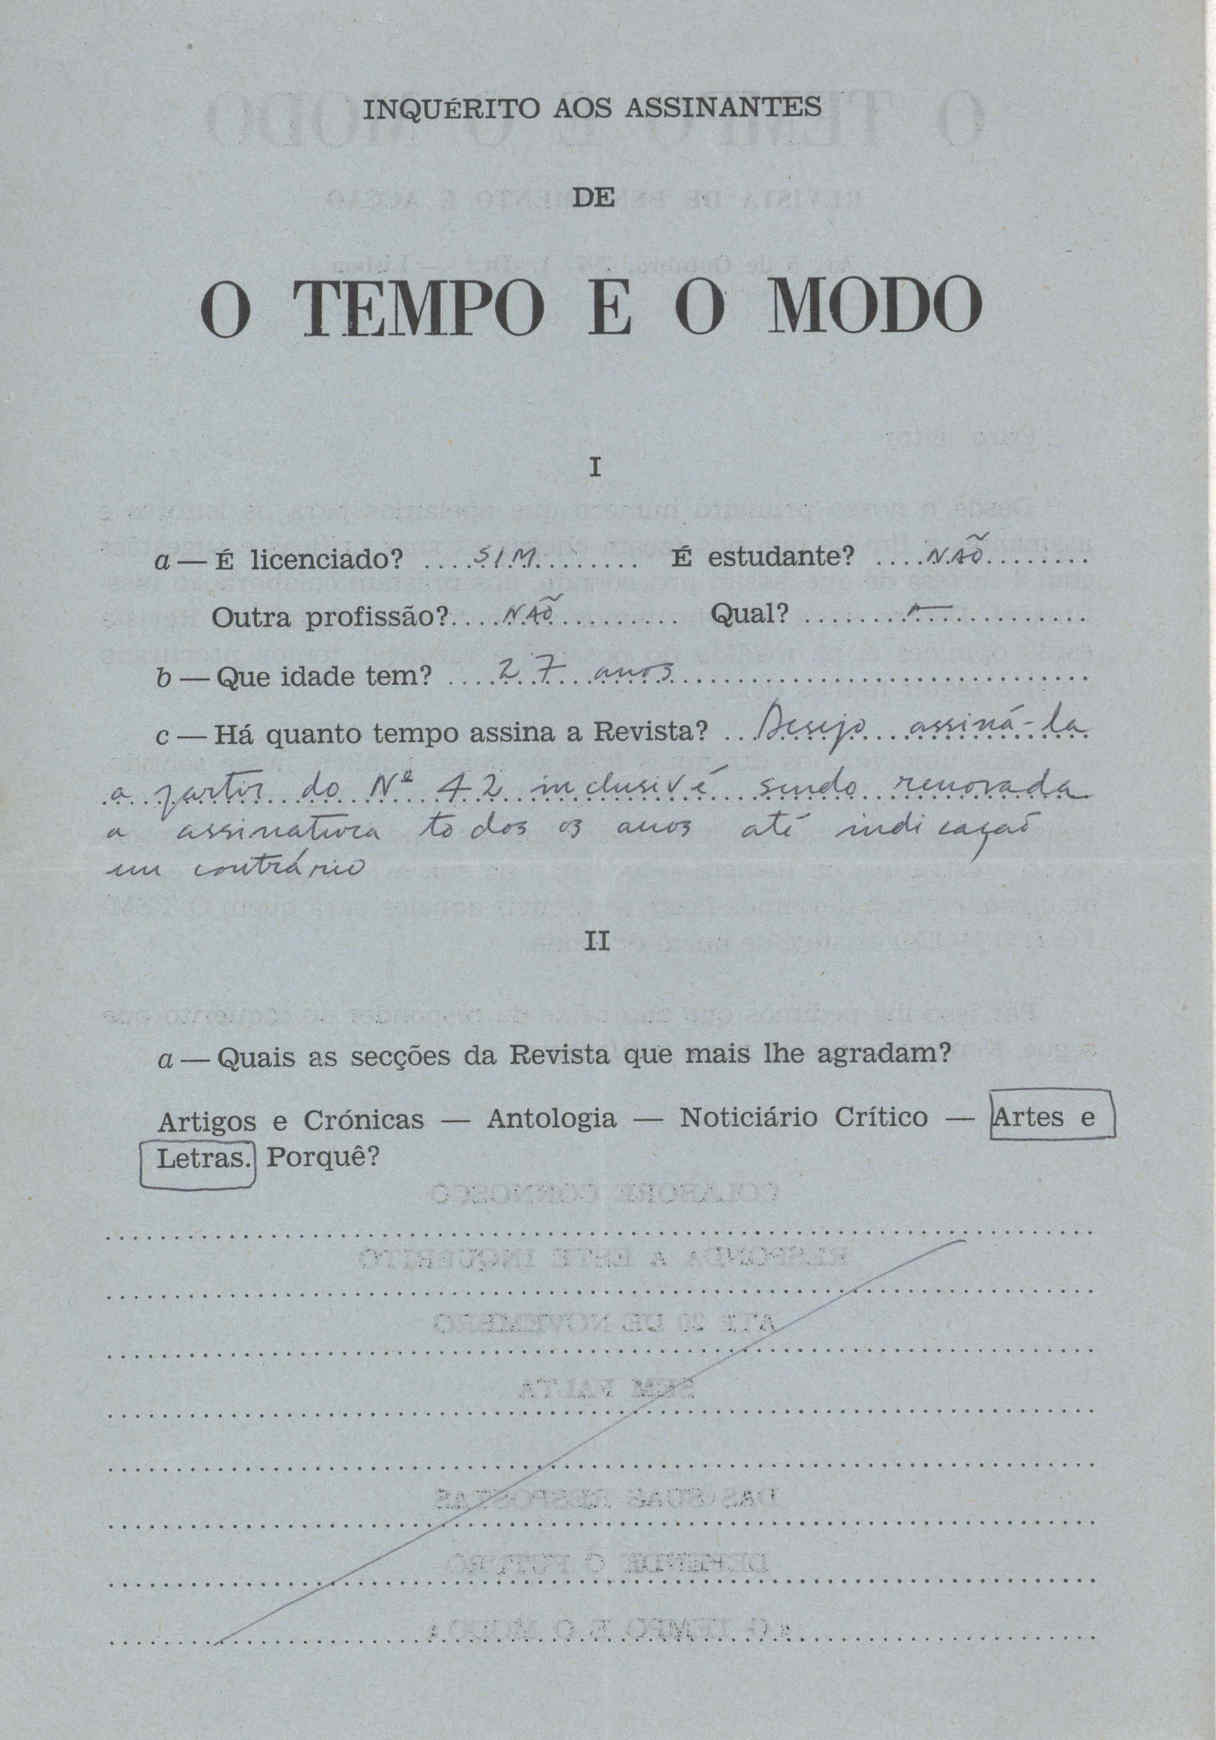 INQUÉRITO AOS ASSINANTES
DE
O TEMPO E O MODO
I
a — É licenciado? ....SIM......... É estudante? ....NÃO........
Outra profissão?....NÃO.......... Qual? ........—............
b — Que idade tem? ....27 anos..............................
c — Há quanto tempo assina a Revista? ..Desejo assiná-la
a partir do Nº 42 inclusivé sendo renovada
a assinatura todos os anos até indicação
em contrário
II
a — Quais as secções da Revista que mais lhe agradam?
Artigos e Crónicas — Antologia — Noticiário Crítico — Artes e
Letras. Porquê?